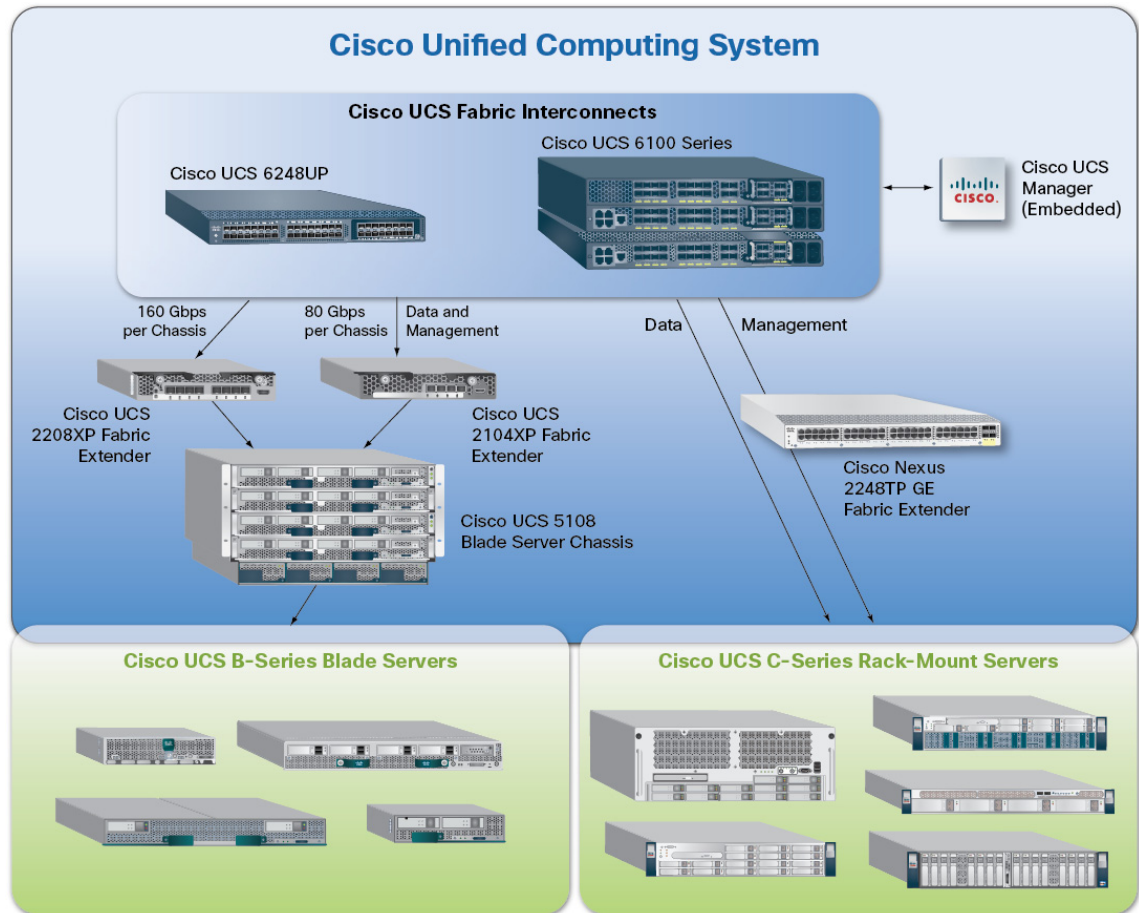 Cisco Unified Computing System
Cisco UCS Fabric Interconnects
Cisco UCS 6248UP
Cisco UCS 6100 Series
CISCO.
Cisco UCS
Manager
(Embedded)
160 Gbps
per Chassis
80 Gbps
per Chassis
Data and
Management
Data
Management
Cisco UCS
2208XP Fabric
Extender
Cisco UCS
2104XP Fabric
Extender
Cisco Nexus
2248TP GE
Fabric Extender
Cisco UCS 5108
Blade Server Chassis
Cisco UCS B-Series Blade Servers
Cisco UCS C-Series Rack-Mount Servers